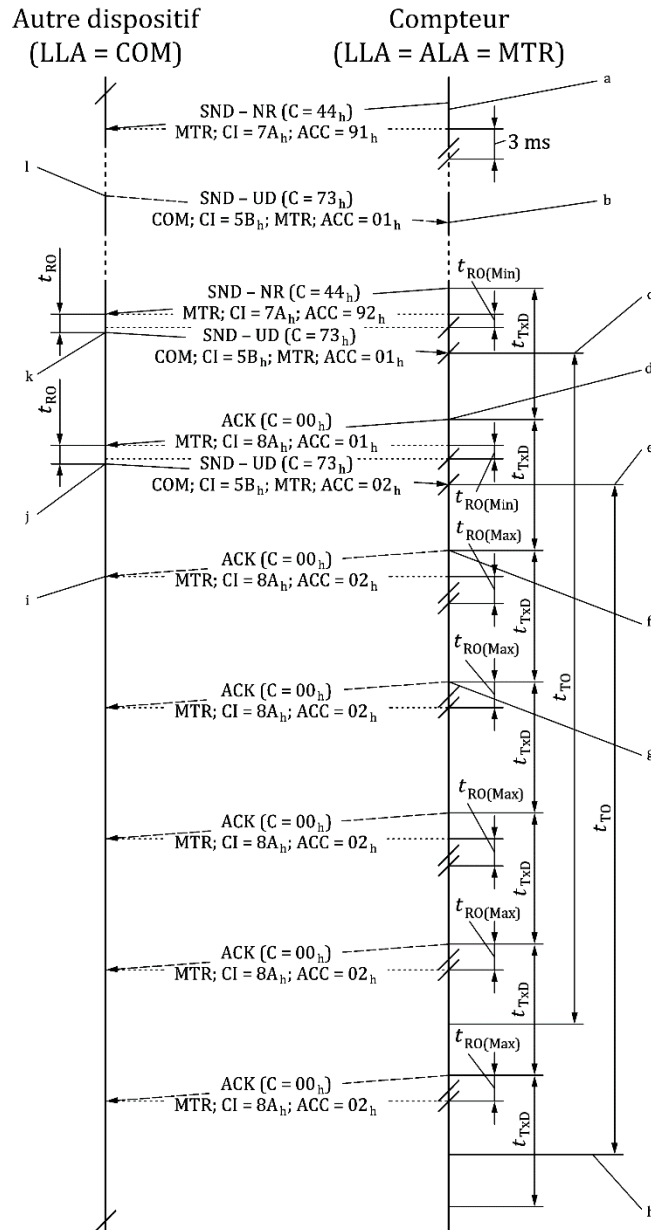 Autre dispositif
(LLA = COM)
Compteur
(LLA = ALA = MTR)
a
SND – NR (C = 44h)
MTR; CI = 7Ah; ACC = 91h
3 ms
l
SND – UD (C = 73h)
COM; CI = 5Bh; MTR; ACC = 01h
b
tRO
SND – NR (C = 44h)
tRO(Min)
MTR; CI = 7Ah; ACC = 92h
tTxD
c
SND – UD (C = 73h)
COM; CI = 5Bh; MTR; ACC = 01h
k
tRO
d
ACK (C = 00h)
MTR; CI = 8Ah; ACC = 01h
tTxD
e
SND – UD (C = 73h)
COM; CI = 5Bh; MTR; ACC = 02h
tRO(Min)
j
tRO(Max)
ACK (C = 00h)
MTR; CI = 8Ah; ACC = 02h
i
tTxD
f
tRO(Max)
ACK (C = 00h)
MTR; CI = 8Ah; ACC = 02h
tTxD
tTO
g
tRO(Max)
ACK (C = 00h)
MTR; CI = 8Ah; ACC = 02h
tTxD
tTO
tRO(Max)
ACK (C = 00h)
MTR; CI = 8Ah; ACC = 02h
tTxD
tRO(Max)
ACK (C = 00h)
MTR; CI = 8Ah; ACC = 02h
tTxD
h